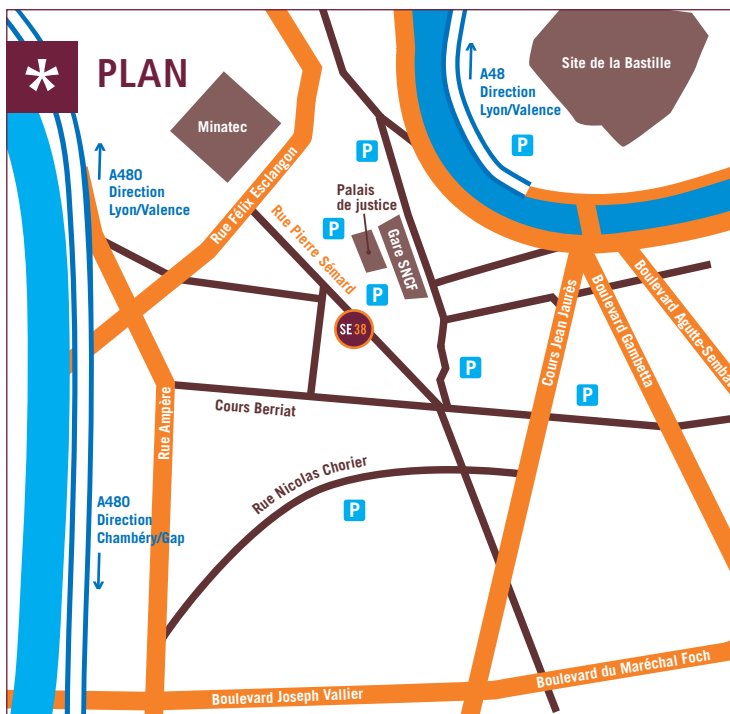 *
PLAN
A48
Direction
Lyon/Valence
Site de la Bastille
Minatec
P
P
A480
Direction
Lyon/Valence
Rue Félix Esclangon
Palais
de justice
P
Rue Pierre Sémard
Gare SNCF
P
SE38
Boulevard Agutte-Sembat
Boulevard Gambetta
Cours Jean Jaurès
P
P
Cours Berriat
Rue Ampère
Rue Nicolas Chorier
P
A480
Direction
Chambéry/Gap
Boulevard du Maréchal Foch
Boulevard Joseph Vallier